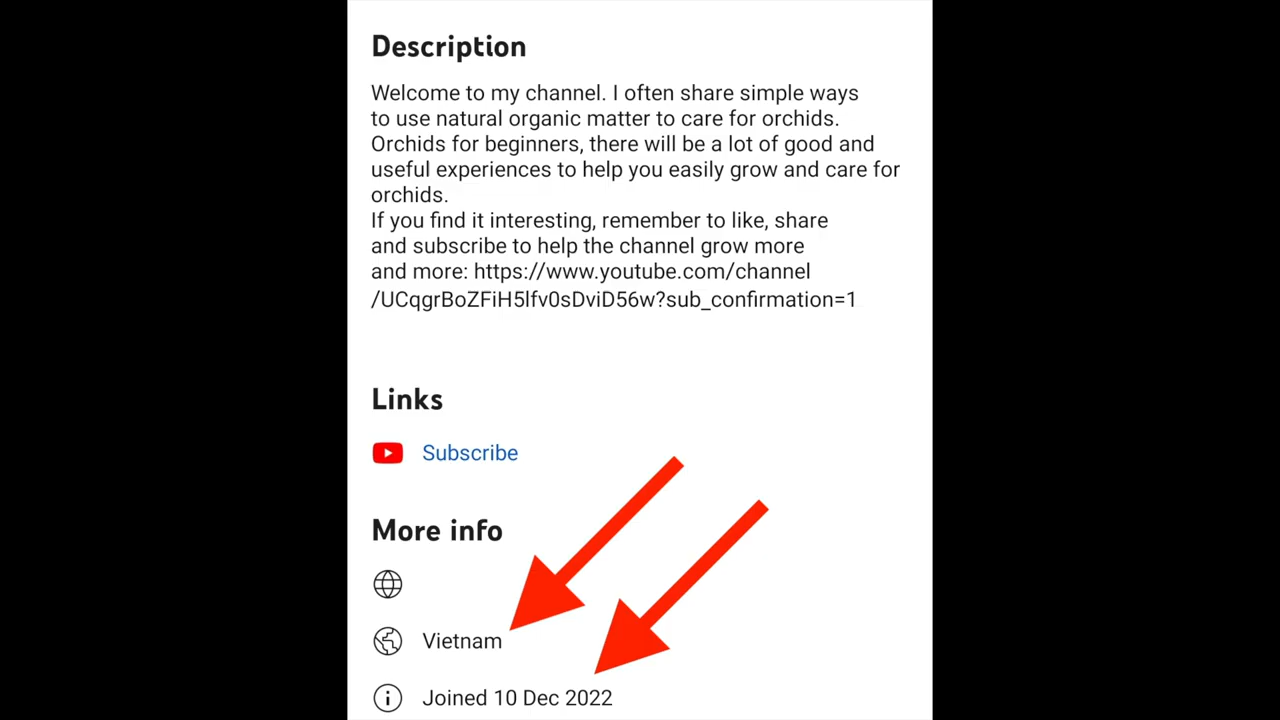 Description
Welcome to my channel. I often share simple ways
to use natural organic matter to care for orchids.
Orchids for beginners, there will be a lot of good and
useful experiences to help you easily grow and care for
orchids.
If you find it interesting, remember to like, share
and subscribe to help the channel grow more
and more: https://www.youtube.com/channel
/UCqgrBoZFiH5lfv0sDviD56w?sub_confirmation=1
Links
Subscribe
More info
Vietnam
Joined 10 Dec 2022